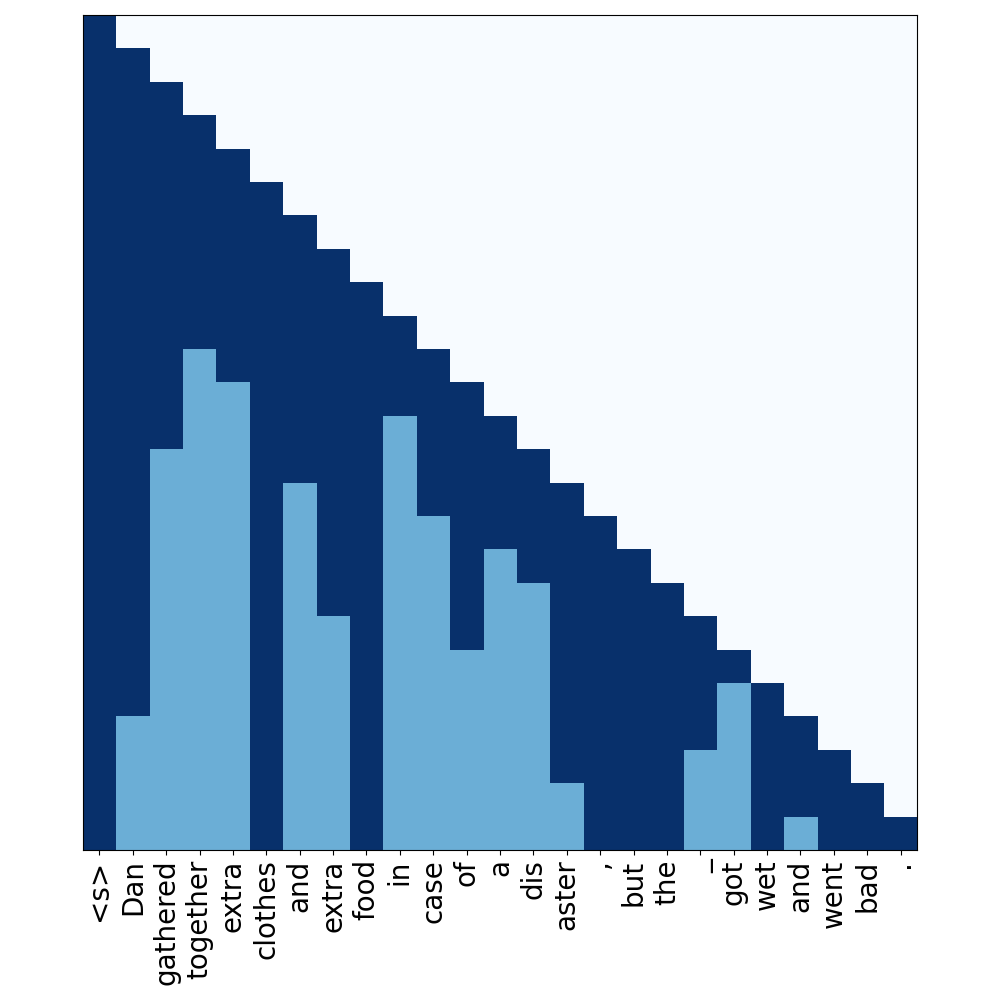 <s> Dan gathered together extra clothes and extra food in case of a dis aster , but the _ got wet and went bad .